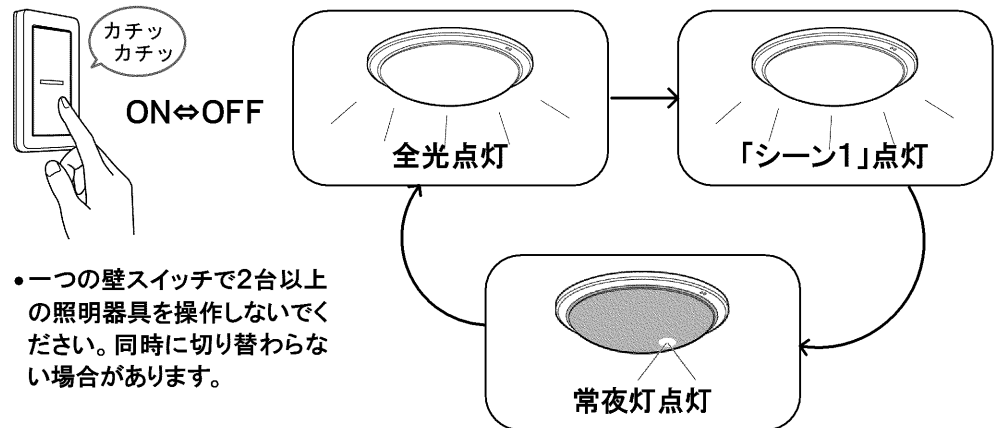 カチッ
カチッ
ON⇔OFF
全光点灯
「シーン1」点灯
常夜灯点灯
•一つの壁スイッチで2台以上
の照明器具を操作しないでく
ださい。同時に切り替わらな
い場合があります。